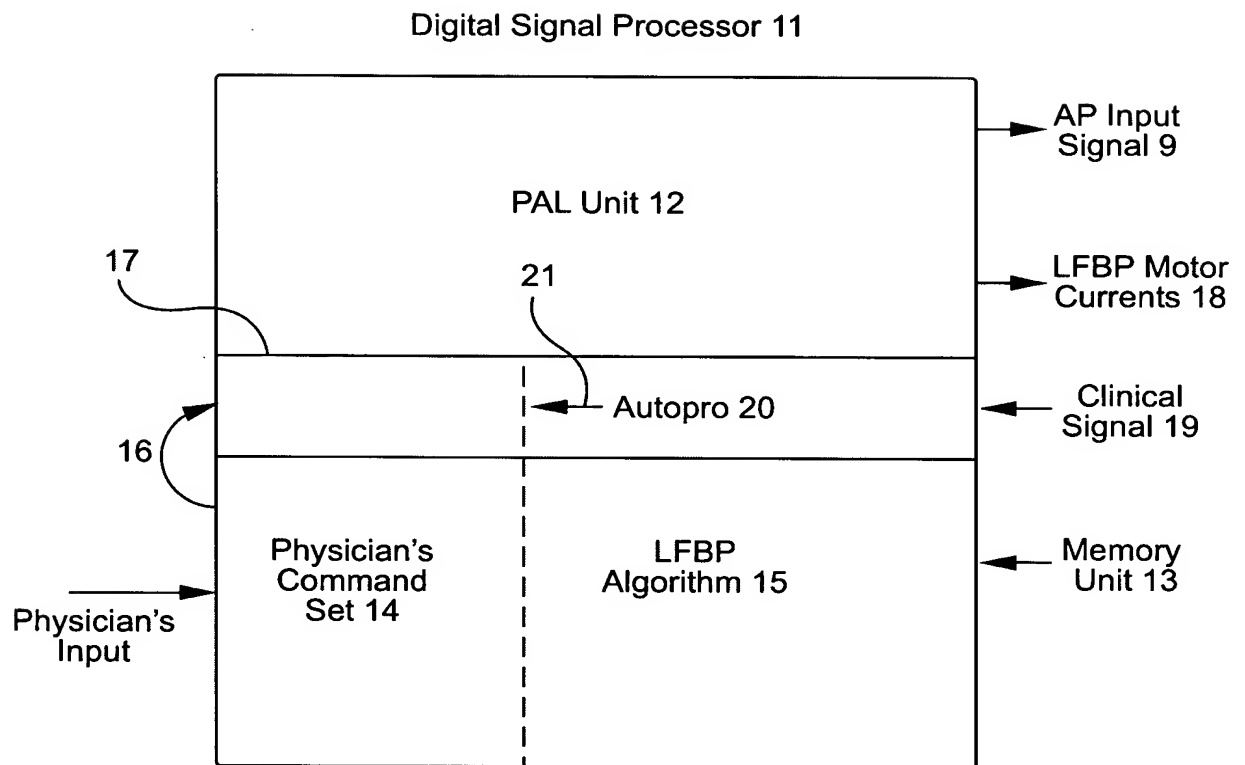 Digital Signal Processor 11
AP Input
Signal 9
PAL Unit 12
17
21
LFBP Motor
Currents 18
Autopro 20
Clinical
Signal 19
16
Physician's
Command
Set 14
LFBP
Algorithm 15
Memory
Unit 13
Physician's
Input